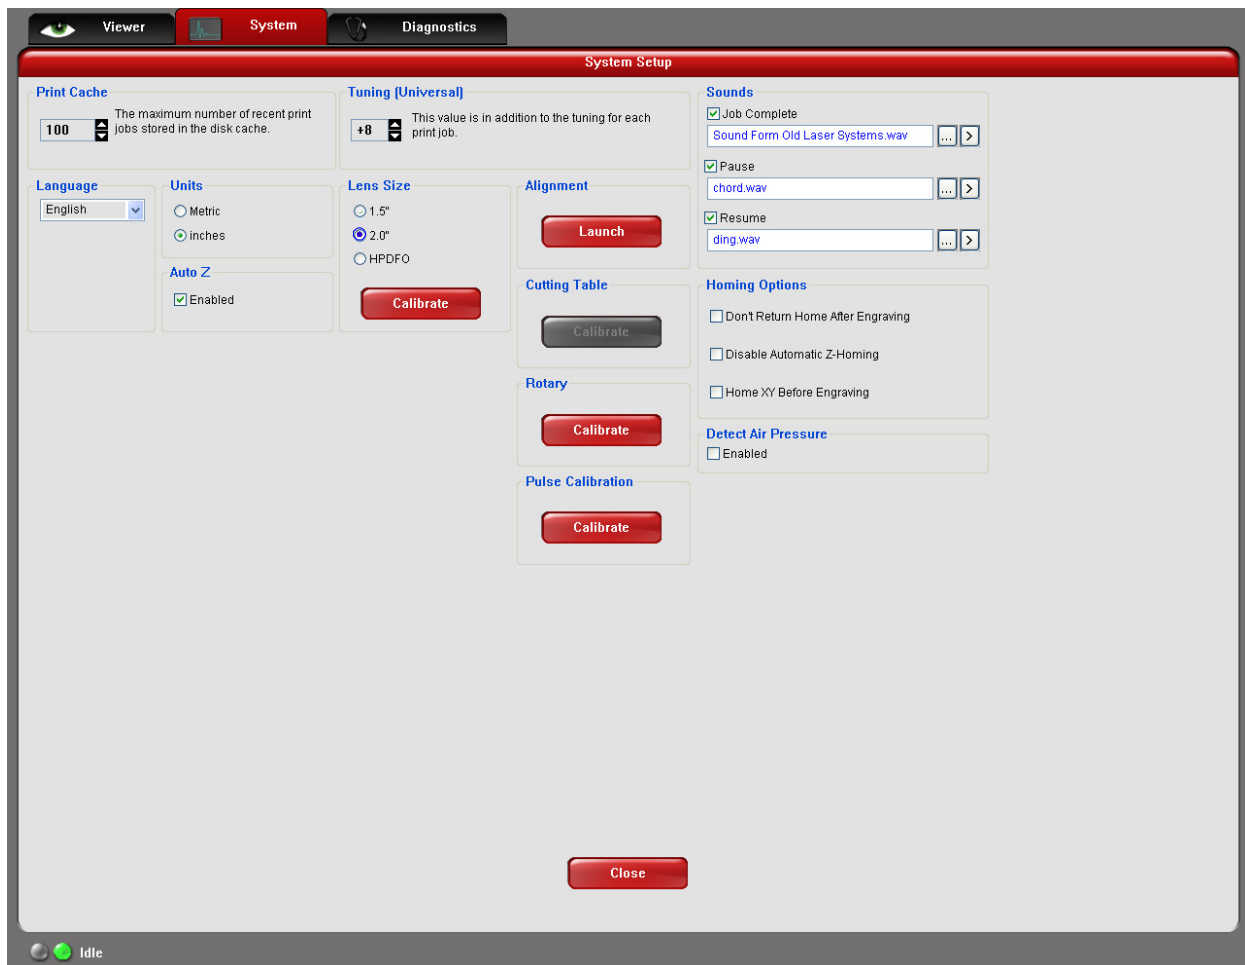 Viewer
System
Diagnostics
System Setup
Print Cache
100
The maximum number of recent print
jobs stored in the disk cache.
Tuning (Universal)
+8
This value is in addition to the tuning for each
print job.
Sounds
Job Complete
Sound Form Old Laser Systems.wav
... >
Pause
chord.wav
... >
Resume
ding.wav
... >
Language
English
Units
Metric
inches
Auto Z
Enabled
Lens Size
1.5"
2.0"
HPDFO
Calibrate
Alignment
Launch
Cutting Table
Calibrate
Rotary
Calibrate
Pulse Calibration
Calibrate
Homing Options
Don't Return Home After Engraving
Disable Automatic Z-Homing
Home XY Before Engraving
Detect Air Pressure
Enabled
Close
Idle